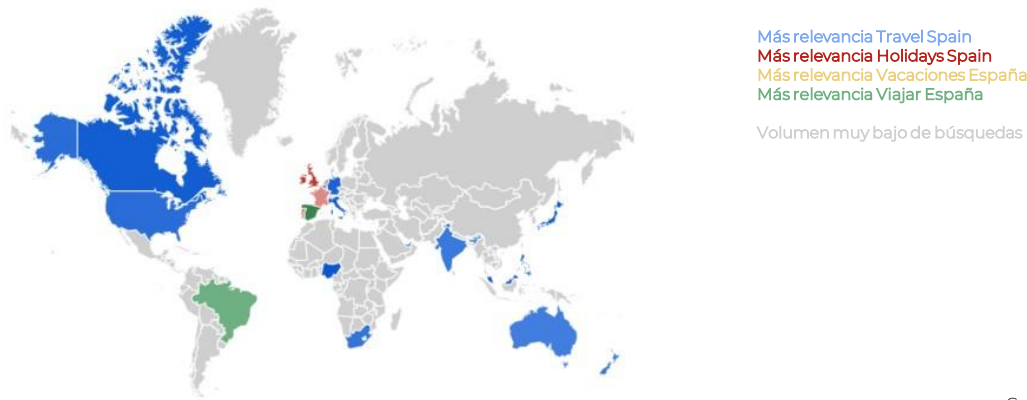 Más relevancia Travel Spain
Más relevancia Holidays Spain
Más relevancia Vacaciones España
Más relevancia Viajar España
Volumen muy bajo de búsquedas